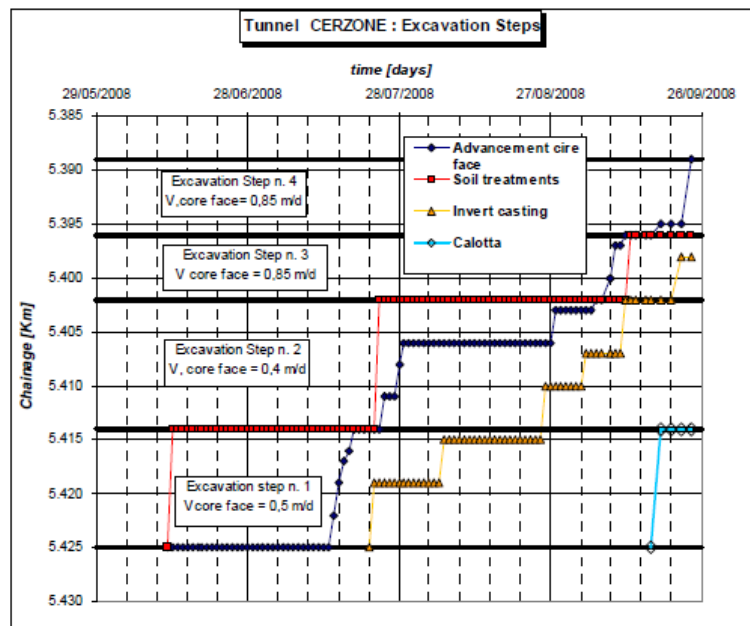 Tunnel CERZONE : Excavation Steps
time [days]
29/05/2008 28/06/2008 28/07/2008 27/08/2008 26/09/2008
Chainage [Km]
5.385
5.390
5.395
5.400
5.405
5.410
5.415
5.420
5.425
5.430
Advancement cire
face
Soil treatments
Invert casting
Calotta
Excavation Step n. 4
V,core face= 0,85 m/d
Excavation Step n. 3
V core face = 0,85 m/d
Excavation Step n. 2
V, core face = 0,4 m/d
Excavation step n. 1
V core face = 0,5 m/d